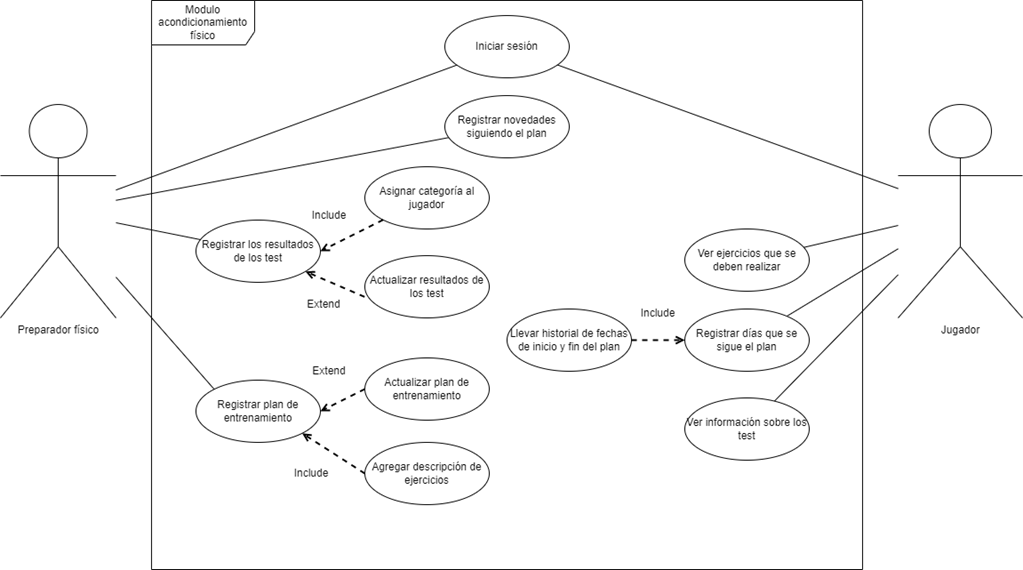 Modulo
acondicionamiento
físico
Iniciar sesión
Registrar novedades
siguiendo el plan
Asignar categoría al
jugador
Include
Registrar los resultados
de los test
Actualizar resultados de
los test
Extend
Preparador físico
Ver ejercicios que se
deben realizar
Include
Llevar historial de fechas
de inicio y fin del plan
Registrar días que se
sigue el plan
Jugador
Extend
Actualizar plan de
entrenamiento
Registrar plan de
entrenamiento
Ver información sobre los
test
Include
Agregar descripción de
ejercicios